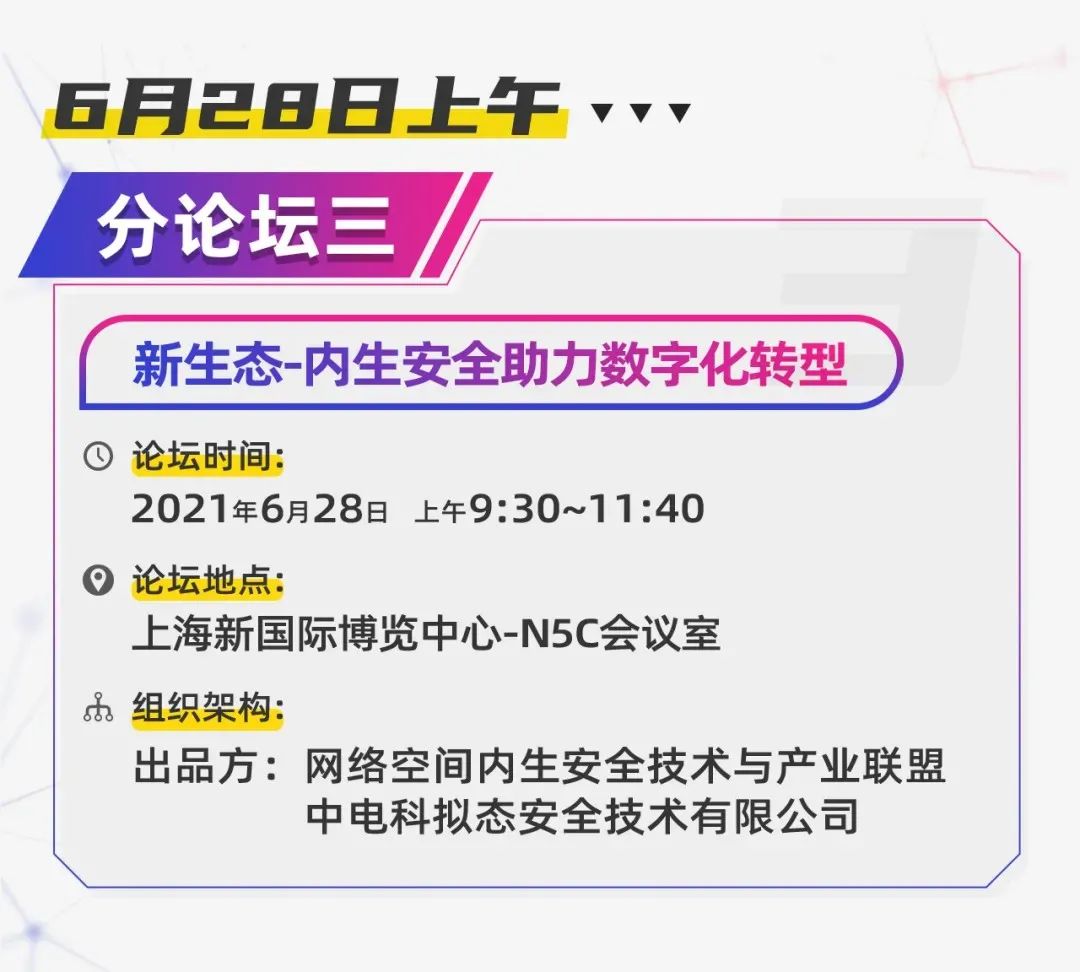 6月28日上午
分论坛三
新生态-内生安全助力数字化转型
论坛时间:
2021年6月28日 上午9:30~11:40
论坛地点:
上海新国际博览中心-N5C会议室
组织架构:
出品方：网络空间内生安全技术与产业联盟
中电科拟态安全技术有限公司